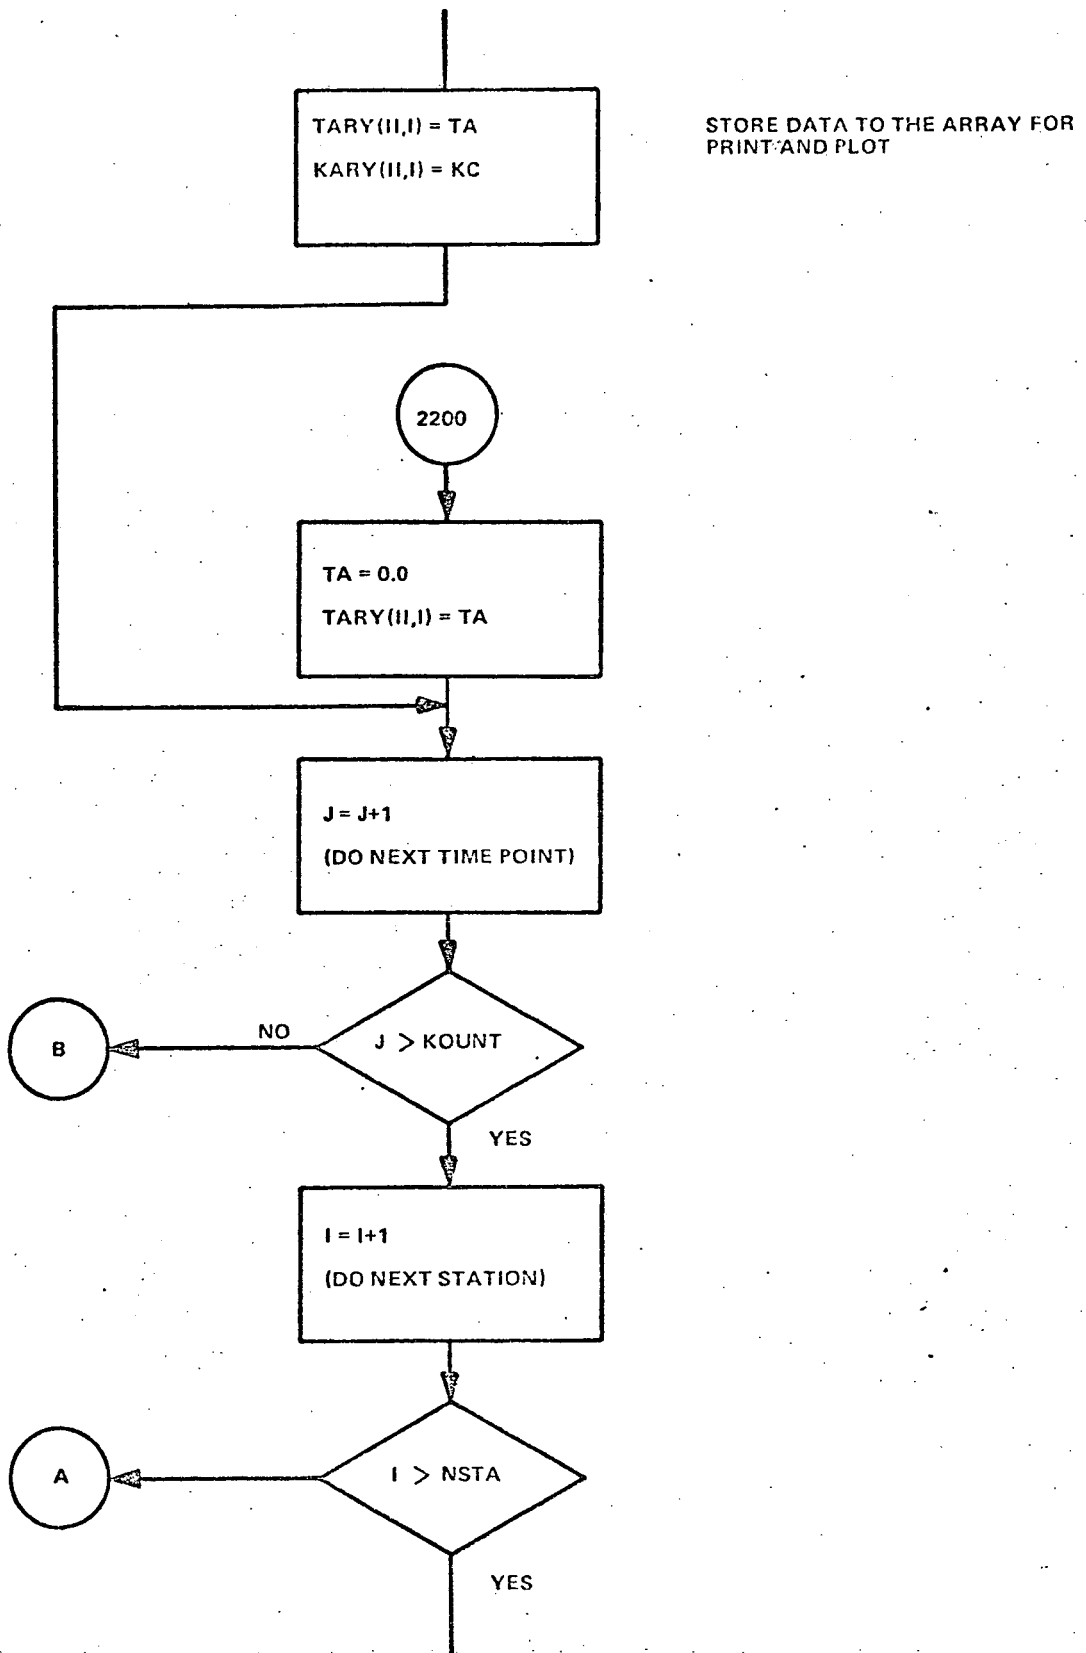 TARY(II,I) = TA
KARY(II,I) = KC
STORE DATA TO THE ARRAY FOR
PRINT AND PLOT
2200
TA = 0.0
TARY(II,I) = TA
J = J+1
(DO NEXT TIME POINT)
J > KOUNT
NO
B
YES
I = I+1
(DO NEXT STATION)
I > NSTA
A
YES